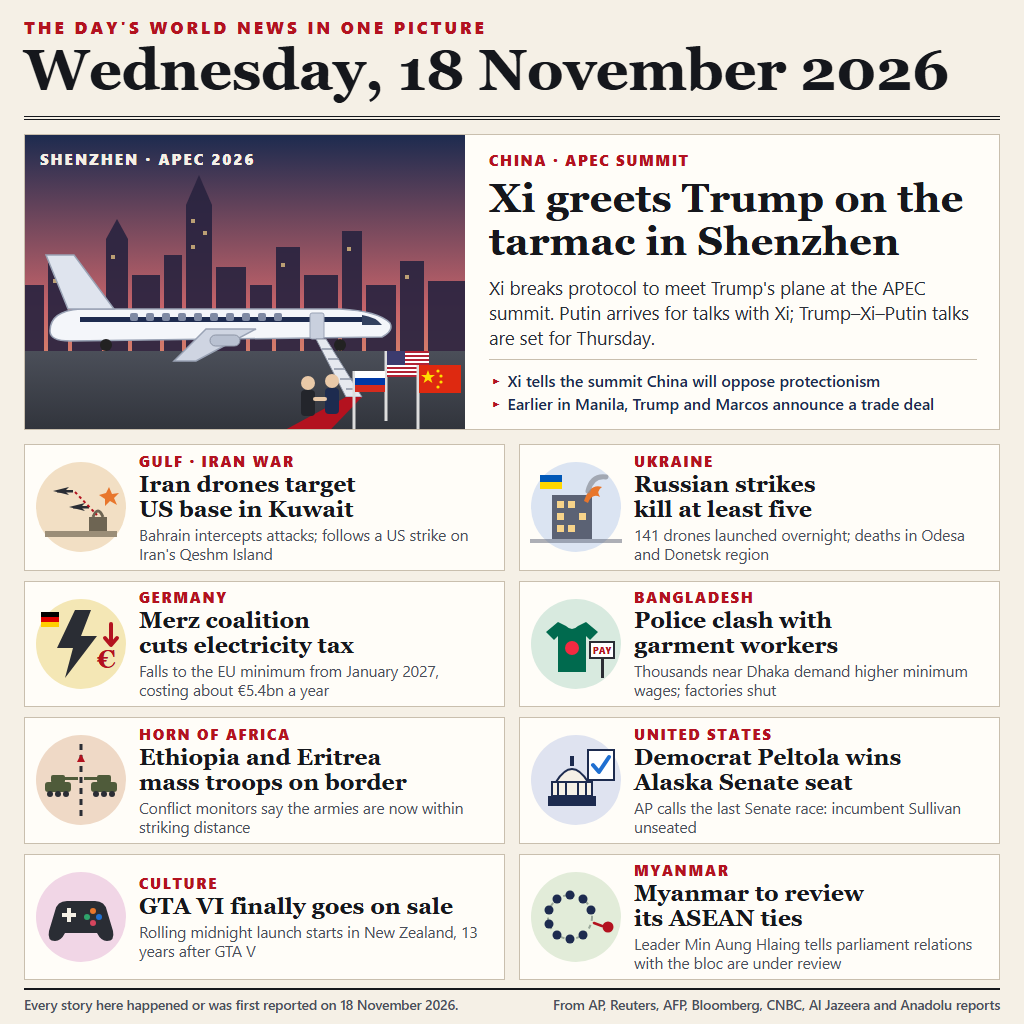 THE DAY'S WORLD NEWS IN ONE PICTURE
Wednesday, 18 November 2026
SHENZHEN · APEC 2026
CHINA · APEC SUMMIT
Xi greets Trump on the
tarmac in Shenzhen
Xi breaks protocol to meet Trump's plane at the APEC
summit. Putin arrives for talks with Xi; Trump–Xi–Putin talks
are set for Thursday.
▸ Xi tells the summit China will oppose protectionism
▸ Earlier in Manila, Trump and Marcos announce a trade deal
GULF · IRAN WAR
Iran drones target
US base in Kuwait
Bahrain intercepts attacks; follows a US strike on
Iran's Qeshm Island
UKRAINE
Russian strikes
kill at least five
141 drones launched overnight; deaths in Odesa
and Donetsk region
€
GERMANY
Merz coalition
cuts electricity tax
Falls to the EU minimum from January 2027,
costing about €5.4bn a year
PAY
BANGLADESH
Police clash with
garment workers
Thousands near Dhaka demand higher minimum
wages; factories shut
HORN OF AFRICA
Ethiopia and Eritrea
mass troops on border
Conflict monitors say the armies are now within
striking distance
UNITED STATES
Democrat Peltola wins
Alaska Senate seat
AP calls the last Senate race: incumbent Sullivan
unseated
CULTURE
GTA VI finally goes on sale
Rolling midnight launch starts in New Zealand, 13
years after GTA V
MYANMAR
Myanmar to review
its ASEAN ties
Leader Min Aung Hlaing tells parliament relations
with the bloc are under review
Every story here happened or was first reported on 18 November 2026.
From AP, Reuters, AFP, Bloomberg, CNBC, Al Jazeera and Anadolu reports